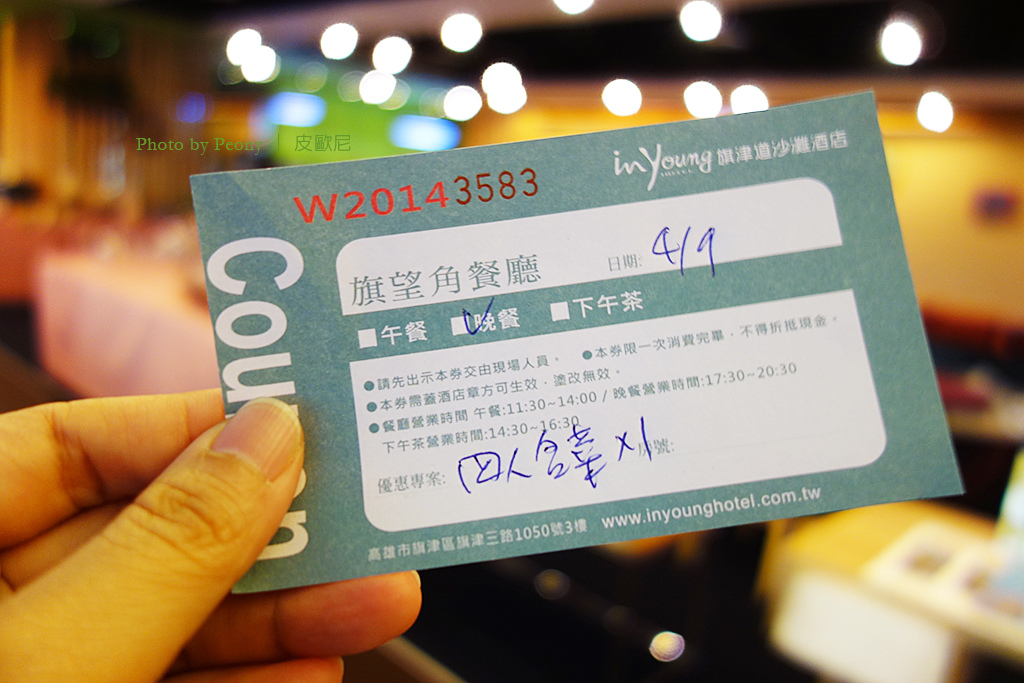 Photo by Peony | 皮歐尼
inYoung 旗津道沙灘酒店
HOTEL
W20143583
Coupon
旗望角餐廳 日期: 4/9
午餐 晚餐 下午茶
●請先出示本券交由現場人員。 ●本券限一次消費完畢，不得折抵現金。
●本券需蓋酒店章方可生效，塗改無效。
●餐廳營業時間 午餐:11:30~14:00 / 晚餐營業時間:17:30~20:30
下午茶營業時間:14:30~16:30
優惠專案: 四人合菜 x1 房號:
高雄市旗津區旗津三路1050號3樓 www.inyounghotel.com.tw